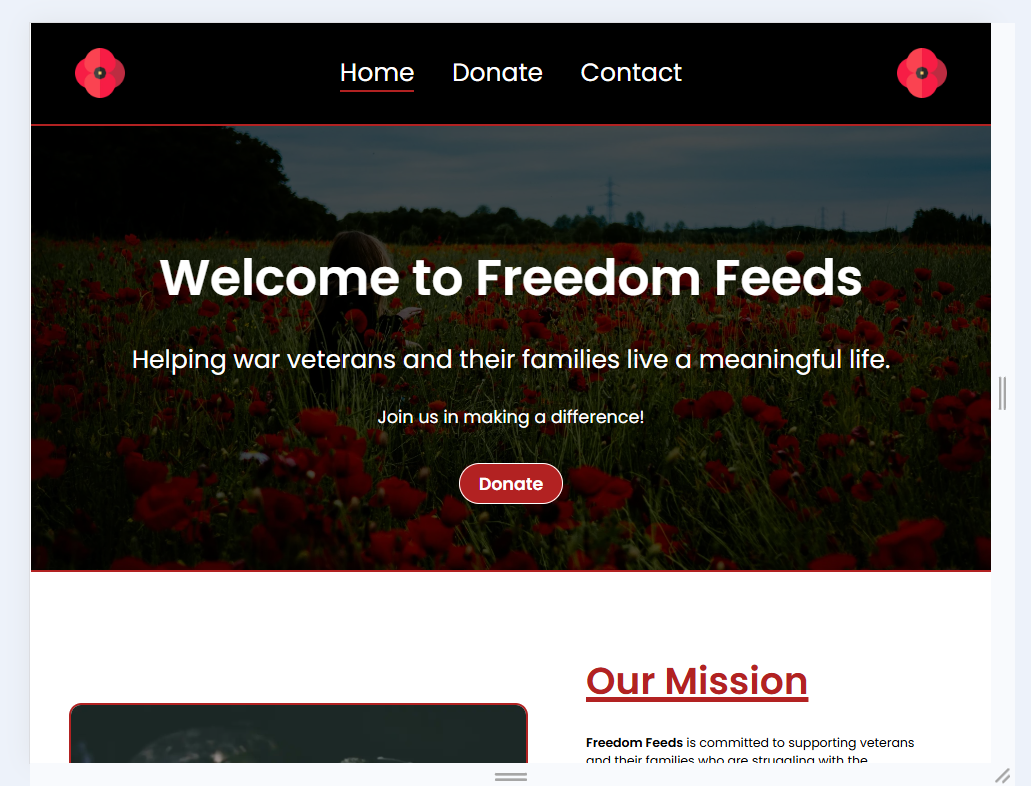 Home Donate Contact
Welcome to Freedom Feeds
Helping war veterans and their families live a meaningful life.
Join us in making a difference!
Donate
Our Mission
Freedom Feeds is committed to supporting veterans
and their families who are struggling with the